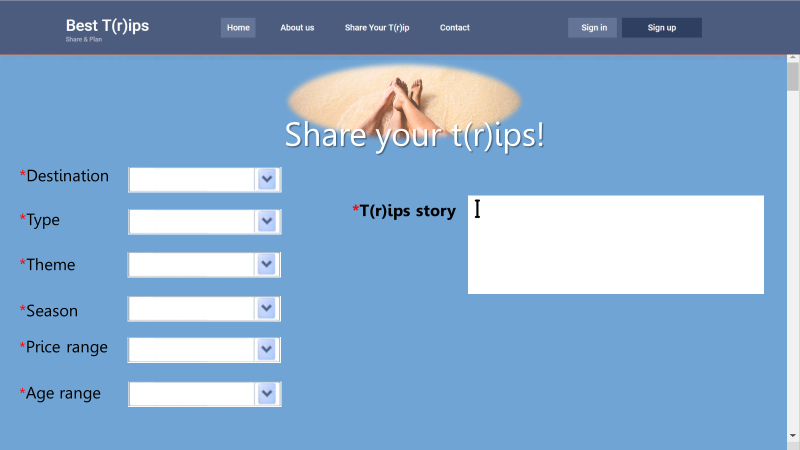 Best T(r)ips
Share & Plan
Home
About us
Share Your T(r)ip
Contact
Sign in
Sign up
Share your t(r)ips!
*Destination
*Type
*Theme
*Season
*Price range
*Age range
*T(r)ips story